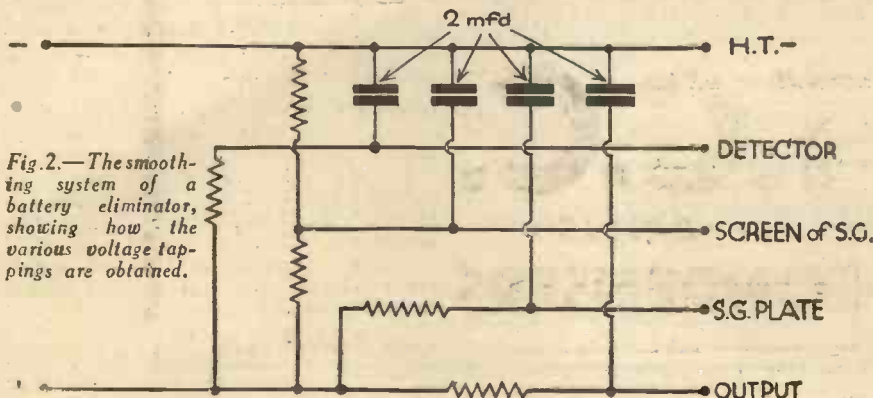 2 mfd
-
H.T.-
DETECTOR
Fig. 2.—The smooth-
ing system of a
battery eliminator,
showing how the
various voltage tap-
pings are obtained.
SCREEN of S.G.
S.G. PLATE
OUTPUT